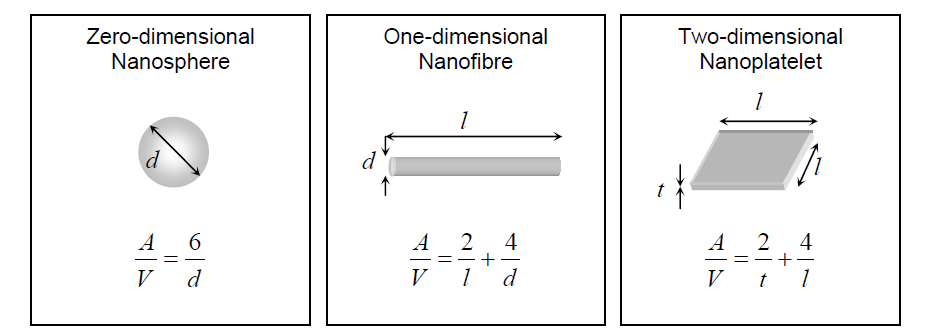 Zero-dimensional
Nanosphere
d
A/V = 6/d
One-dimensional
Nanofibre
l
d
A/V = 2/l + 4/d
Two-dimensional
Nanoplatelet
l
l
t
A/V = 2/t + 4/l